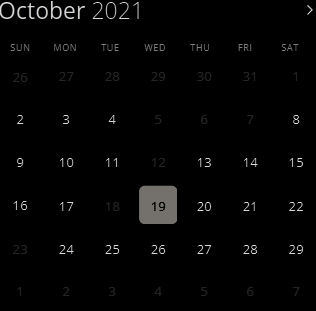 October 2021
SUN MON TUE WED THU FRI SAT
26 27 28 29 30 31 1
2 3 4 5 6 7 8
9 10 11 12 13 14 15
16 17 18 19 20 21 22
23 24 25 26 27 28 29
1 2 3 4 5 6 7